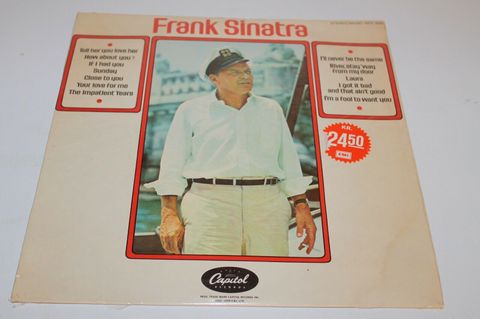 Frank Sinatra
Tell her you love her
How about you?
If I had you
Sunday
Close to you
Your love for me
The Impatient Years
I'll never be the same
River, stay 'way
from my door
Laura
I got it bad
and that ain't good
I'm a fool to want you
KR.
2450
Capitol
RECORDS